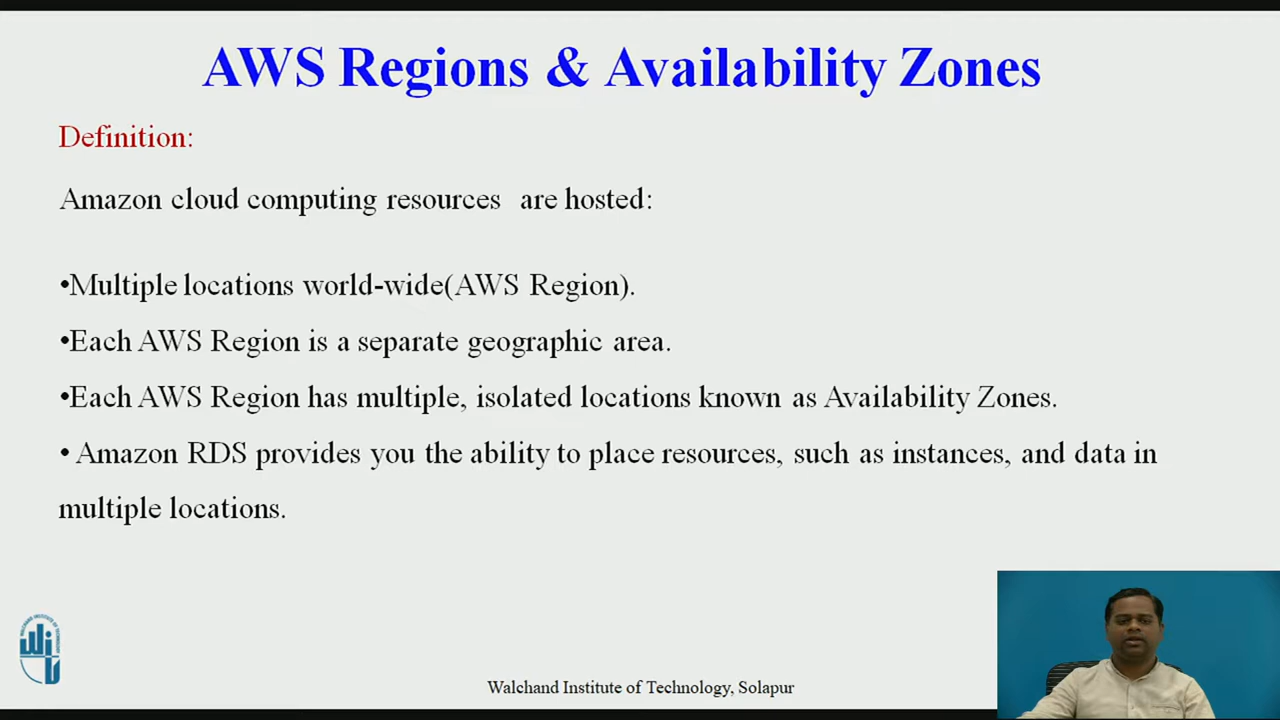 AWS Regions & Availability Zones
Definition:
Amazon cloud computing resources are hosted:
•Multiple locations world-wide(AWS Region).
•Each AWS Region is a separate geographic area.
•Each AWS Region has multiple, isolated locations known as Availability Zones.
• Amazon RDS provides you the ability to place resources, such as instances, and data in
multiple locations.
Walchand Institute of Technology, Solapur